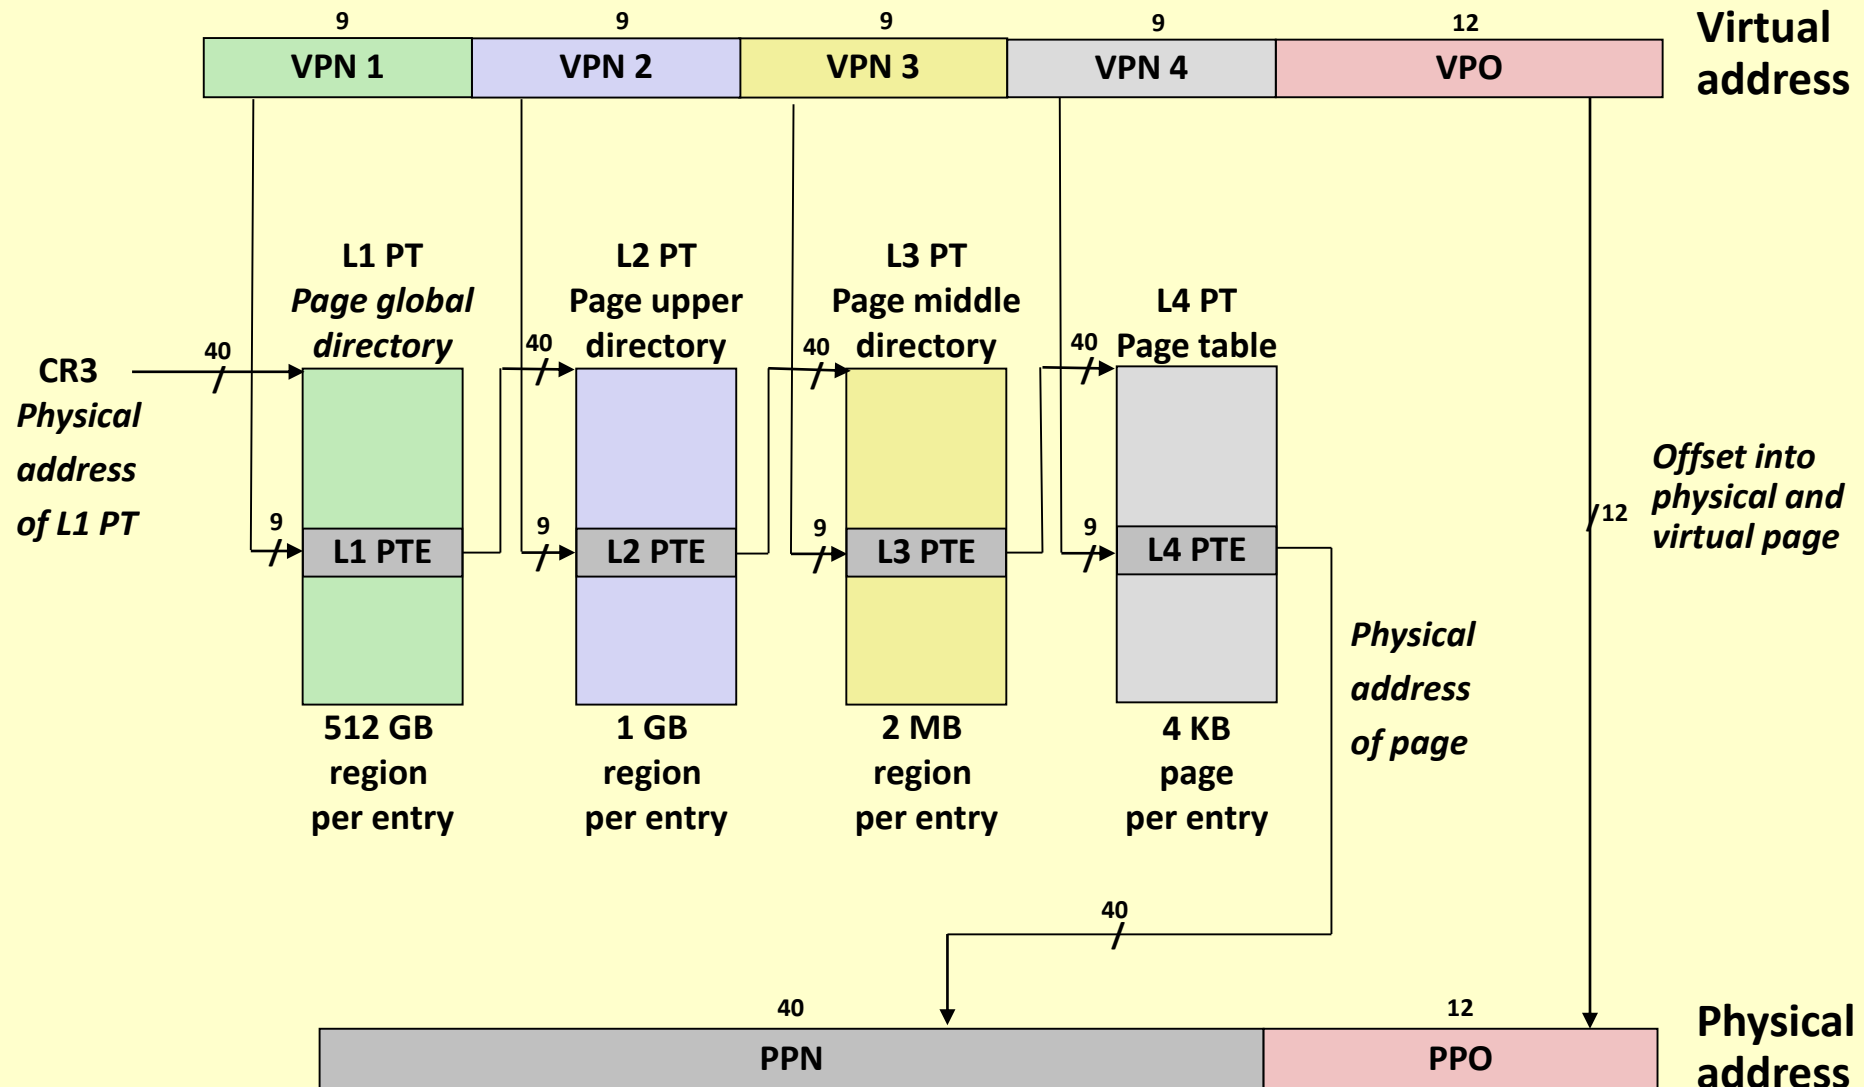 9 9 9 9 12
VPN 1 VPN 2 VPN 3 VPN 4 VPO
Virtual
address
L1 PT
Page global
directory
L2 PT
Page upper
directory
L3 PT
Page middle
directory
L4 PT
Page table
CR3
Physical
address
of L1 PT
40 40 40 40
9 9 9 9
L1 PTE L2 PTE L3 PTE L4 PTE
12
Offset into
physical and
virtual page
512 GB
region
per entry
1 GB
region
per entry
2 MB
region
per entry
4 KB
page
per entry
Physical
address
of page
40
40 12
PPN PPO
Physical
address